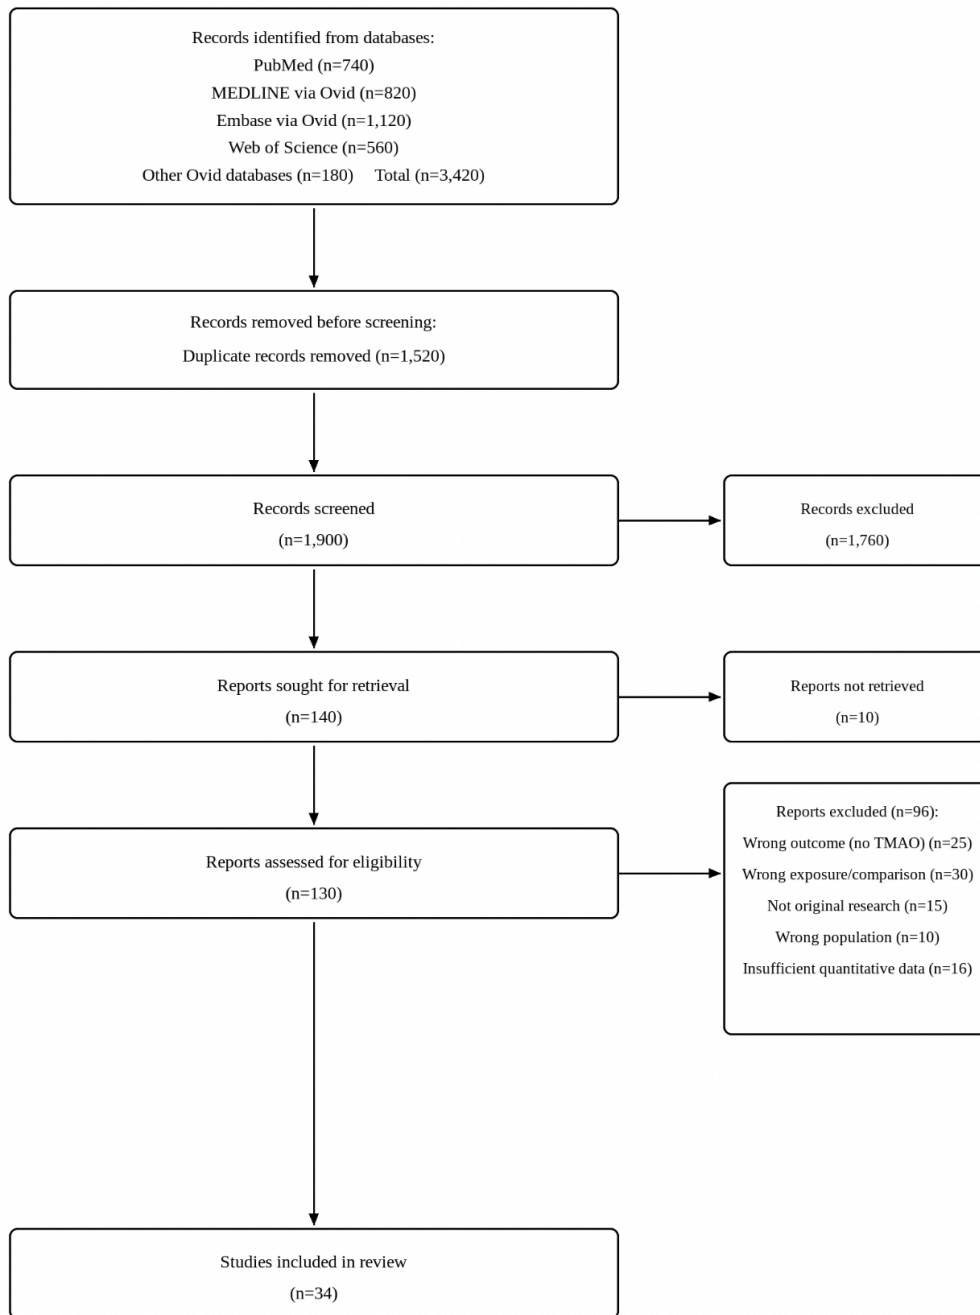 Records identified from databases:
PubMed (n=740)
MEDLINE via Ovid (n=820)
Embase via Ovid (n=1,120)
Web of Science (n=560)
Other Ovid databases (n=180) Total (n=3,420)
Records removed before screening:
Duplicate records removed (n=1,520)
Records screened
(n=1,900)
Records excluded
(n=1,760)
Reports sought for retrieval
(n=140)
Reports not retrieved
(n=10)
Reports assessed for eligibility
(n=130)
Reports excluded (n=96):
Wrong outcome (no TMAO) (n=25)
Wrong exposure/comparison (n=30)
Not original research (n=15)
Wrong population (n=10)
Insufficient quantitative data (n=16)
Studies included in review
(n=34)